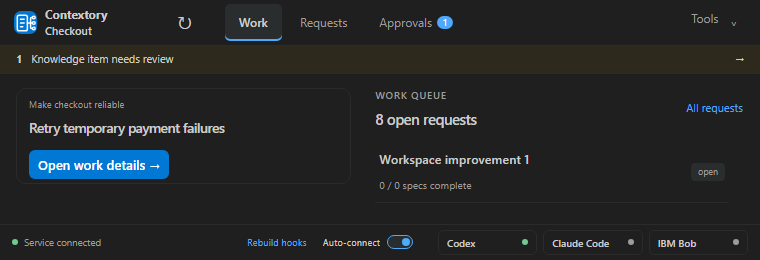 Contextory
Checkout
Work
Requests
Approvals 1
Tools
1 Knowledge item needs review →
Make checkout reliable
Retry temporary payment failures
Open work details →
WORK QUEUE
8 open requests
All requests
Workspace improvement 1
0 / 0 specs complete
open
Service connected
Rebuild hooks
Auto-connect
Codex
Claude Code
IBM Bob